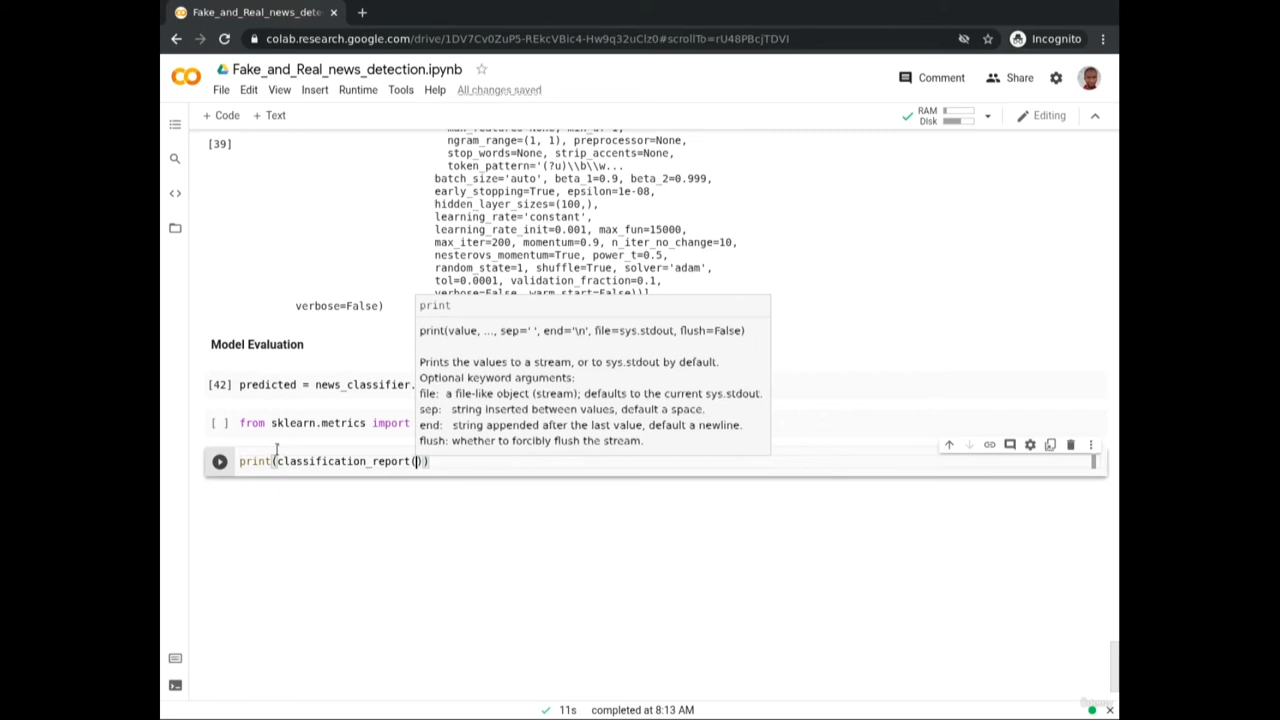 Fake_and_Real_news_dete
colab.research.google.com/drive/1DV7Cv0ZuP5-REkcVBic4-Hw9q32uClz0#scrollTo=rU48PBcjTDVI
Incognito
Fake_and_Real_news_detection.ipynb
Comment
Share
File Edit View Insert Runtime Tools Help All changes saved
+ Code + Text
RAM
Disk
Editing
[39]
ngram_range=(1, 1), preprocessor=None,
stop_words=None, strip_accents=None,
token_pattern='(?u)\\b\\w...
batch_size='auto', beta_1=0.9, beta_2=0.999,
early_stopping=True, epsilon=1e-08,
hidden_layer_sizes=(100,),
learning_rate='constant',
learning_rate_init=0.001, max_fun=15000,
max_iter=200, momentum=0.9, n_iter_no_change=10,
nesterovs_momentum=True, power_t=0.5,
random_state=1, shuffle=True, solver='adam',
tol=0.0001, validation_fraction=0.1,
verbose=False, warm_start=False))],
verbose=False)
print
print(value, ..., sep=' ', end='\n', file=sys.stdout, flush=False)
Prints the values to a stream, or to sys.stdout by default.
Optional keyword arguments:
file: a file-like object (stream); defaults to the current sys.stdout.
sep: string inserted between values, default a space.
end: string appended after the last value, default a newline.
flush: whether to forcibly flush the stream.
Model Evaluation
[42] predicted = news_classifier.
[ ] from sklearn.metrics import
print(classification_report())
11s completed at 8:13 AM